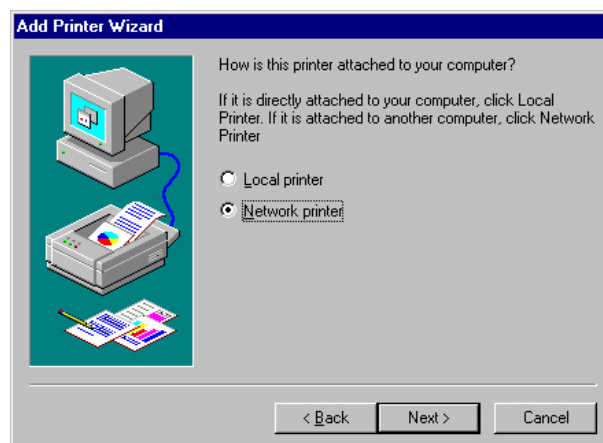 Add Printer Wizard
How is this printer attached to your computer?
If it is directly attached to your computer, click Local
Printer. If it is attached to another computer, click Network
Printer
Local printer
Network printer
< Back Next > Cancel